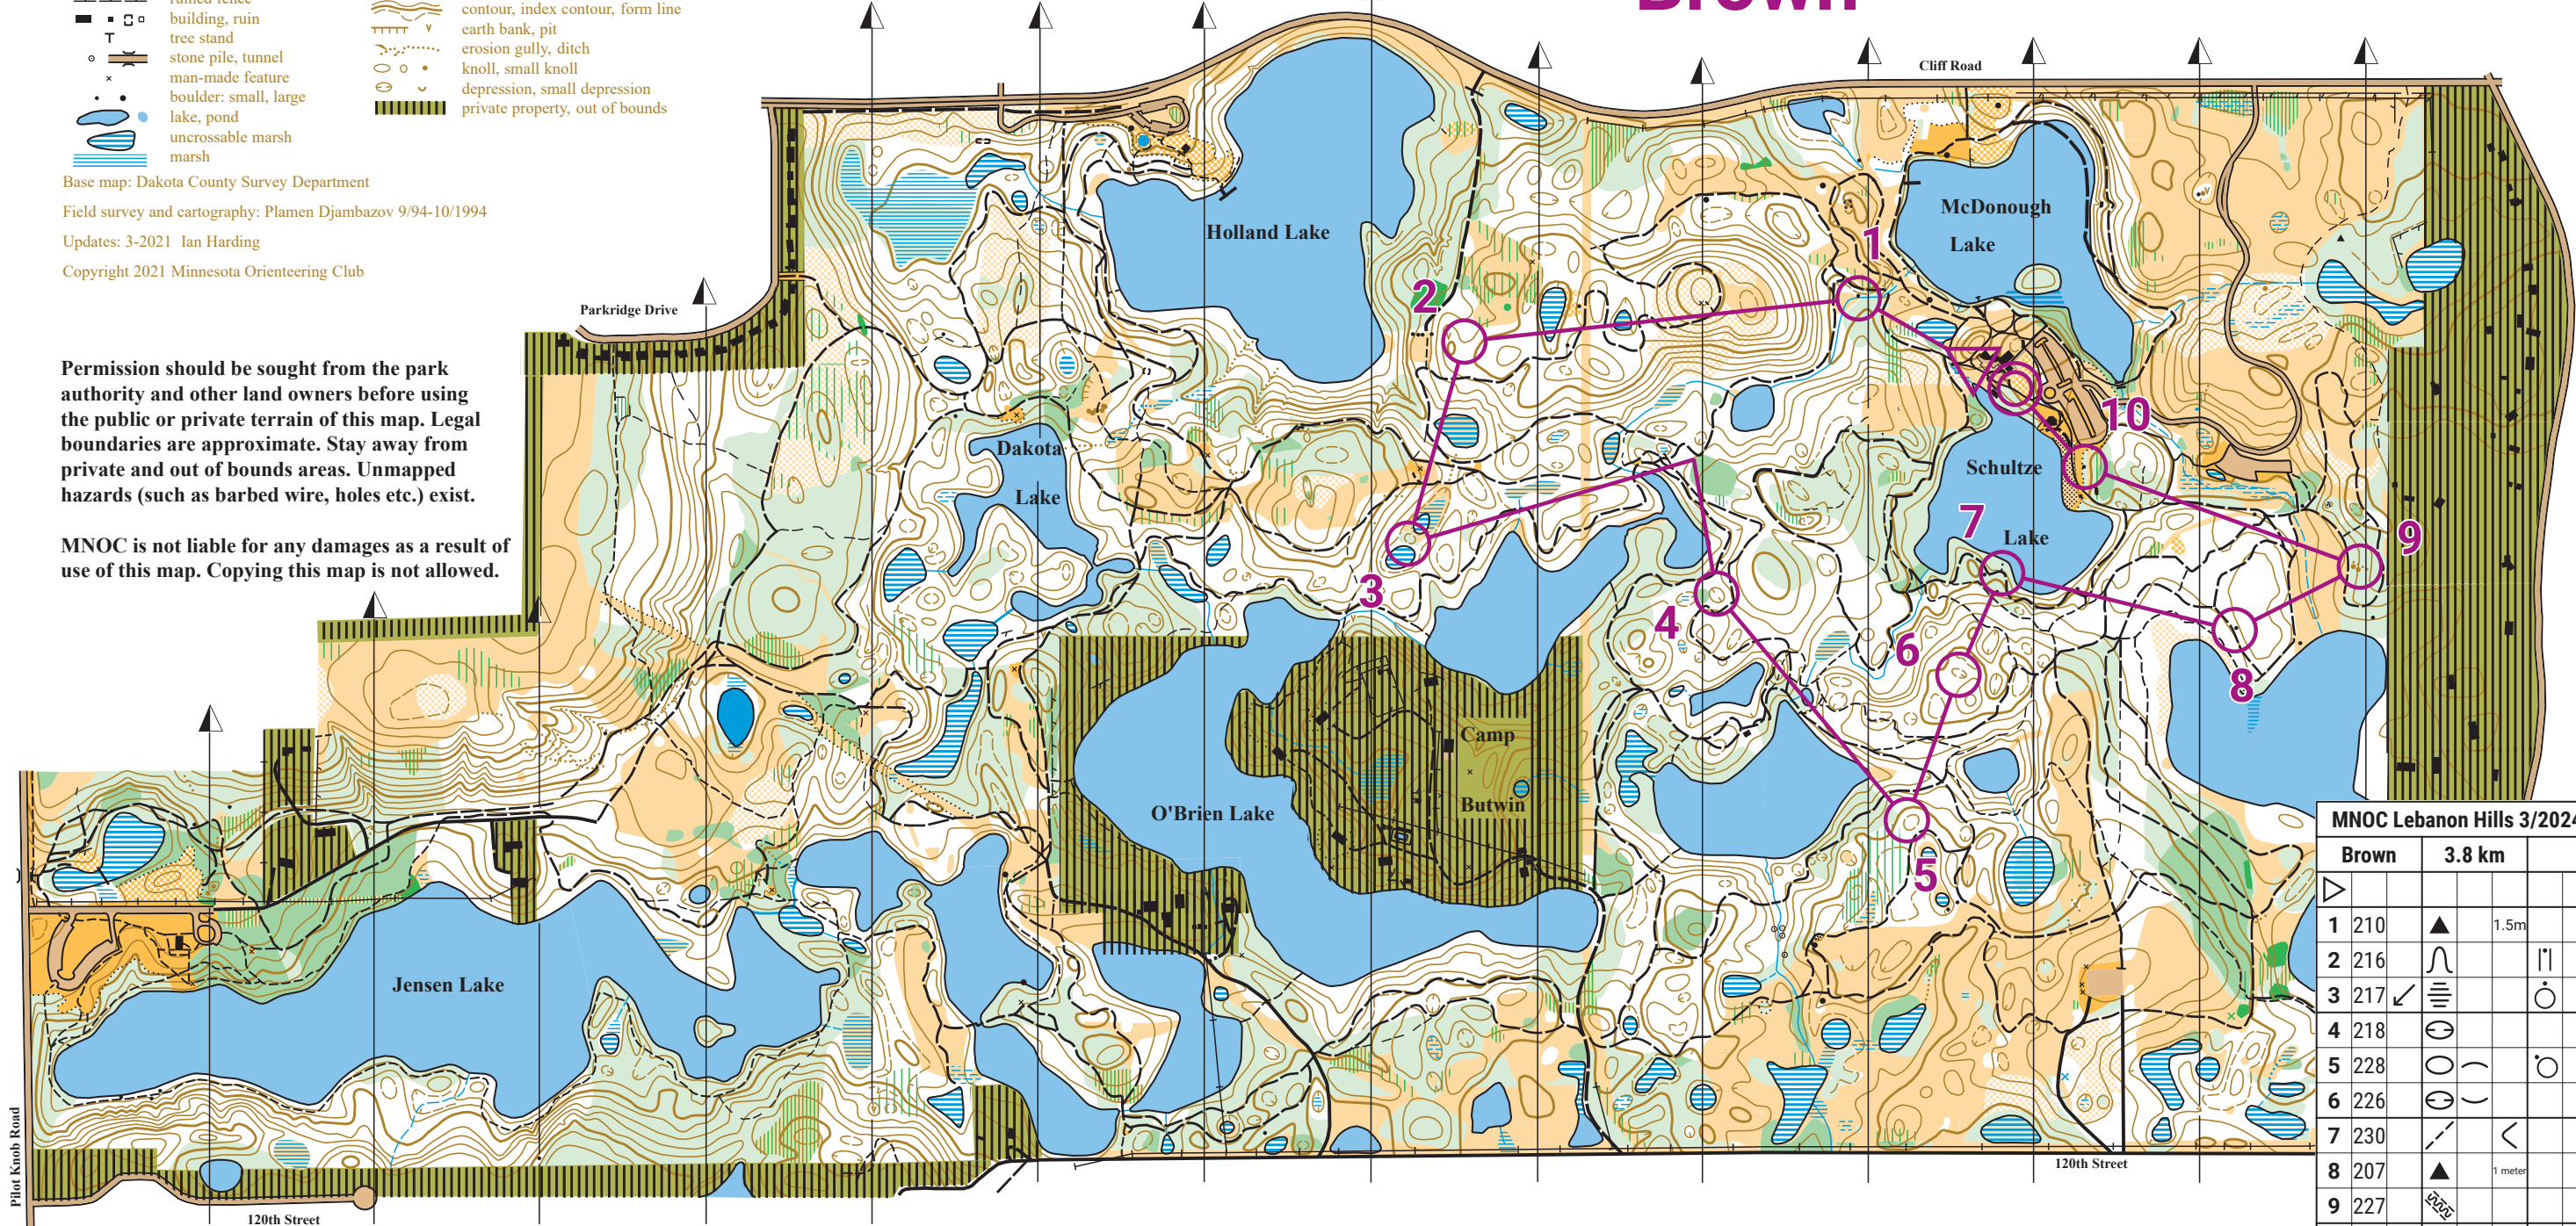 ruined fence
building, ruin
tree stand
stone pile, tunnel
man-made feature
boulder: small, large
lake, pond
uncrossable marsh
marsh
contour, index contour, form line
earth bank, pit
erosion gully, ditch
knoll, small knoll
depression, small depression
private property, out of bounds
Base map: Dakota County Survey Department
Field survey and cartography: Plamen Djambazov 9/94-10/1994
Updates: 3-2021 Ian Harding
Copyright 2021 Minnesota Orienteering Club
Permission should be sought from the park
authority and other land owners before using
the public or private terrain of this map. Legal
boundaries are approximate. Stay away from
private and out of bounds areas. Unmapped
hazards (such as barbed wire, holes etc.) exist.
MNOC is not liable for any damages as a result of
use of this map. Copying this map is not allowed.
Brown
Cliff Road
Parkridge Drive
Holland Lake
McDonough
Lake
Dakota
Lake
Schultze
Lake
Camp
Butwin
O'Brien Lake
Jensen Lake
Pilot Knob Road
120th Street
120th Street
1
2
3
4
5
6
7
8
9
10
MNOC Lebanon Hills 3/2024
Brown 3.8 km
1 210 1.5m
2 216
3 217
4 218
5 228
6 226
7 230
8 207 1 meter
9 227